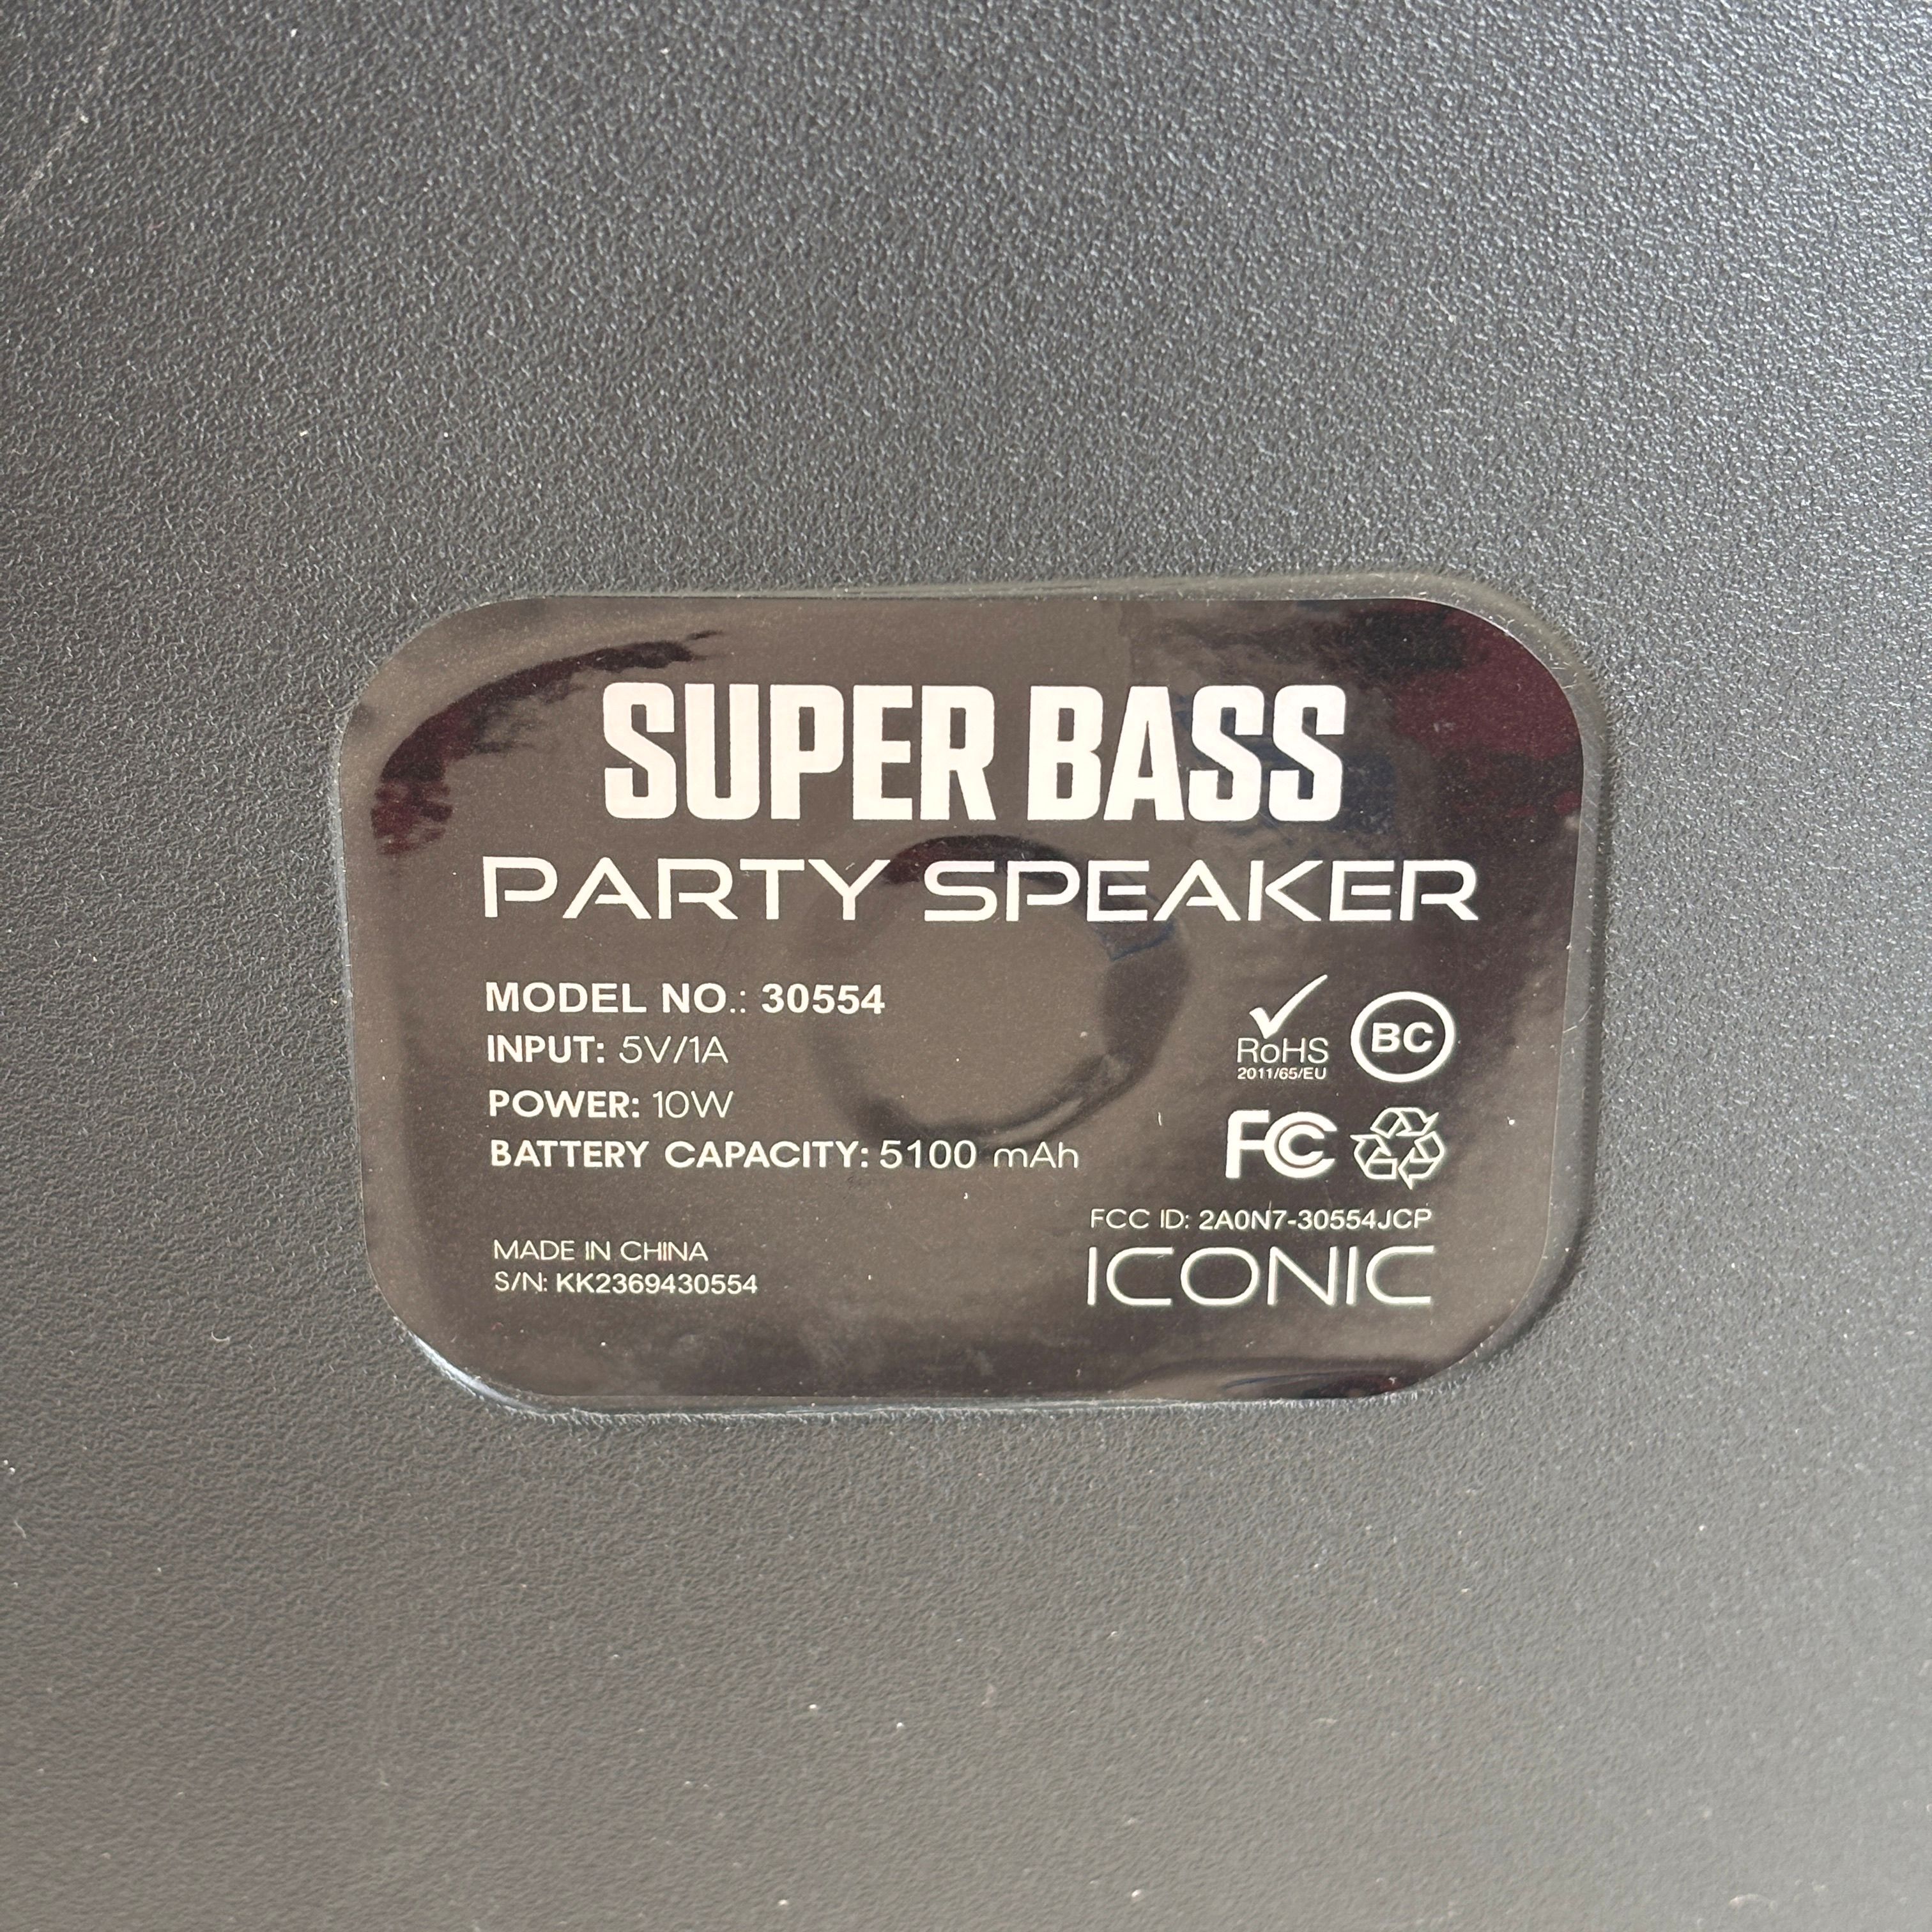 SUPER BASS
PARTY SPEAKER
MODEL NO.: 30554
INPUT: 5V/1A
POWER: 10W
BATTERY CAPACITY: 5100 mAh
MADE IN CHINA
S/N: KK2369430554
RoHS
2011/65/EU
BC
FC
FCC ID: 2A0N7-30554JCP
ICONIC